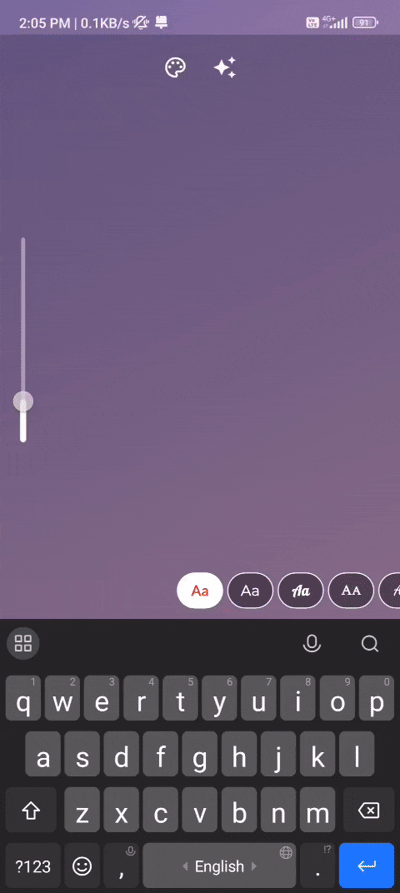 2:05 PM | 0.1KB/s 4G+ 91
Aa Aa Aa AA
1 2 3 4 5 6 7 8 9 0
q w e r t y u i o p
a s d f g h j k l
z x c v b n m
?123 , English . !?